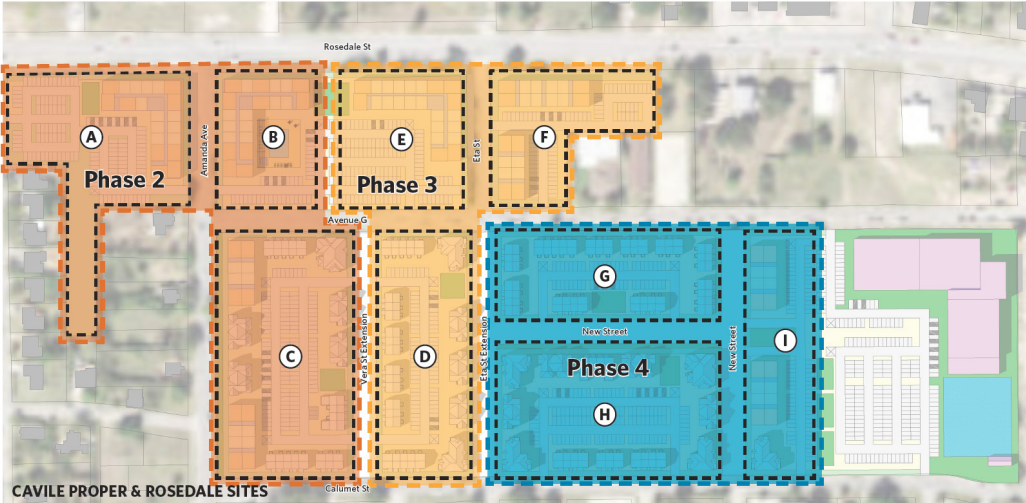 Rosedale St
A
B
E
F
Amanda Ave
Eta St
Phase 2
Phase 3
Avenue G
G
New Street
C
D
I
Vera St Extension
Eta St Extension
New Street
Phase 4
H
Calumet St
CAVILE PROPER & ROSEDALE SITES